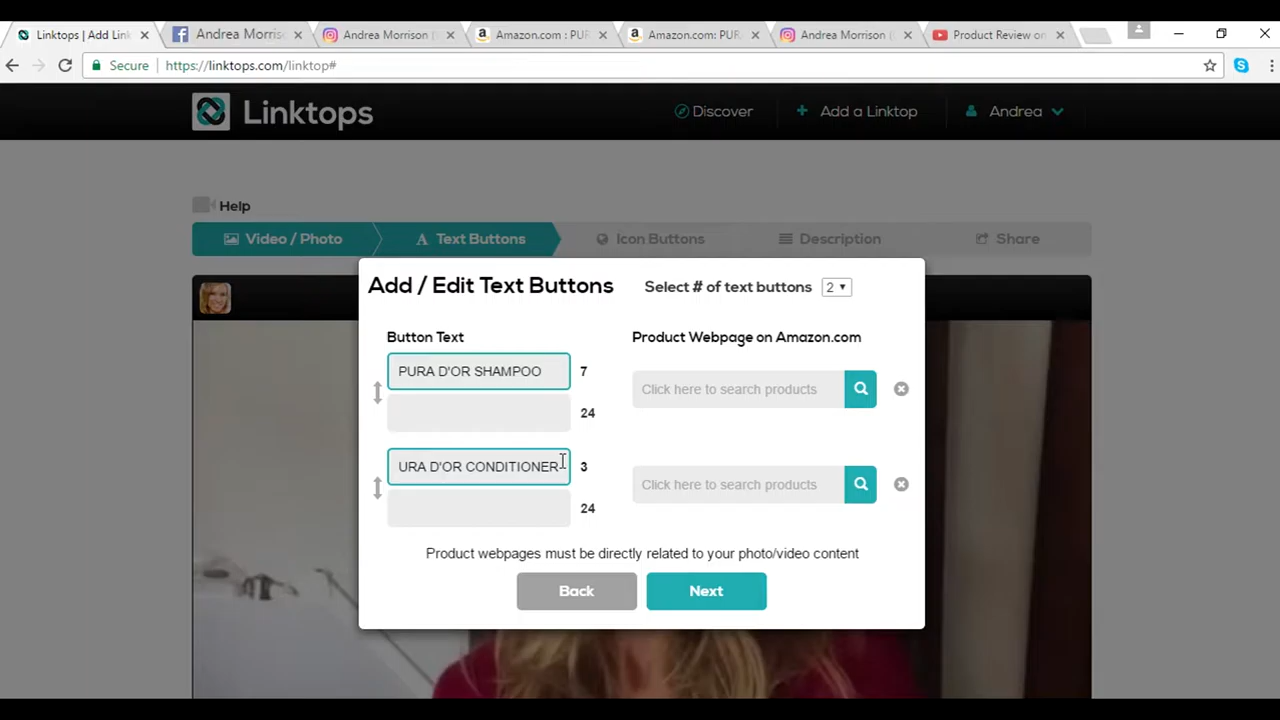 Linktops | Add Link
Andrea Morris
Andrea Morrison (
Amazon.com : PUR
Amazon.com: PUR
Andrea Morrison (
Product Review on
Secure
https://linktops.com/linktop#
Linktops
Discover
+ Add a Linktop
Andrea
Help
Video / Photo
A Text Buttons
Icon Buttons
Description
Share
Add / Edit Text Buttons
Select # of text buttons 2
Button Text
Product Webpage on Amazon.com
PURA D'OR SHAMPOO 7
Click here to search products
24
URA D'OR CONDITIONER 3
Click here to search products
24
Product webpages must be directly related to your photo/video content
Back
Next